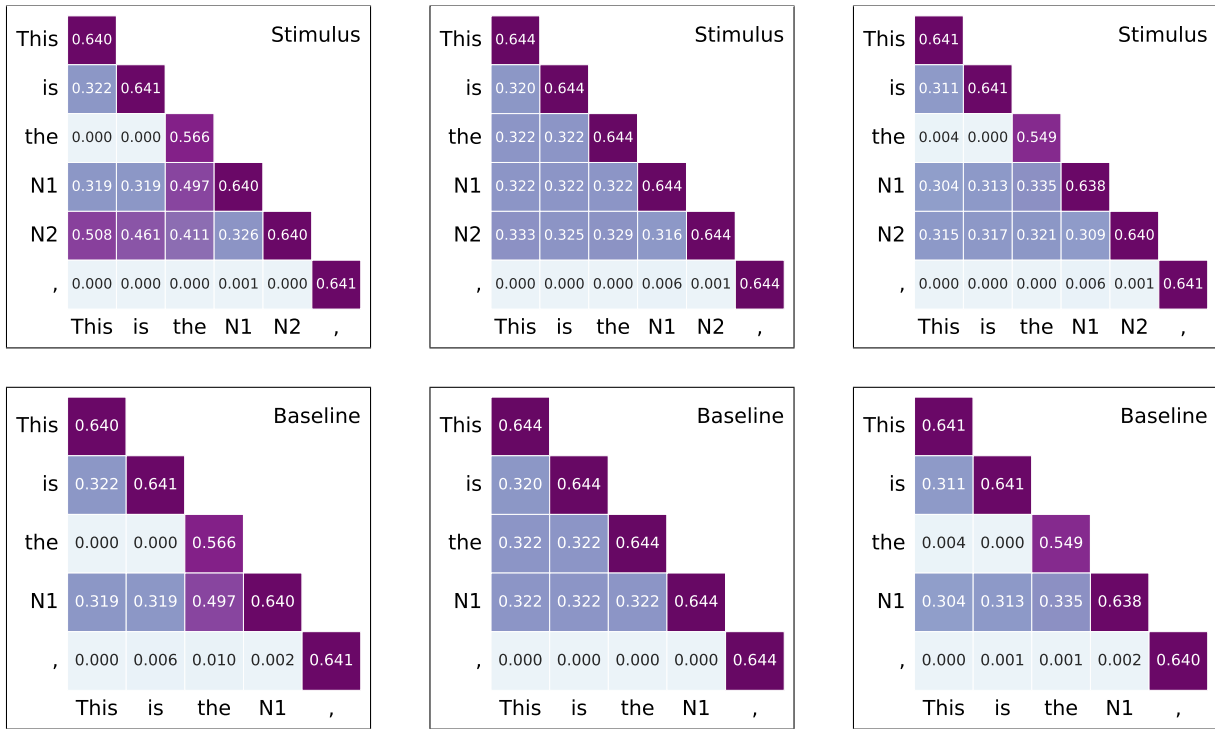 Stimulus
This 0.640
is 0.322 0.641
the 0.000 0.000 0.566
N1 0.319 0.319 0.497 0.640
N2 0.508 0.461 0.411 0.326 0.640
, 0.000 0.000 0.000 0.001 0.000 0.641
This is the N1 N2 ,
Stimulus
This 0.644
is 0.320 0.644
the 0.322 0.322 0.644
N1 0.322 0.322 0.322 0.644
N2 0.333 0.325 0.329 0.316 0.644
, 0.000 0.000 0.000 0.006 0.001 0.644
This is the N1 N2 ,
Stimulus
This 0.641
is 0.311 0.641
the 0.004 0.000 0.549
N1 0.304 0.313 0.335 0.638
N2 0.315 0.317 0.321 0.309 0.640
, 0.000 0.000 0.000 0.006 0.001 0.641
This is the N1 N2 ,
Baseline
This 0.640
is 0.322 0.641
the 0.000 0.000 0.566
N1 0.319 0.319 0.497 0.640
, 0.000 0.006 0.010 0.002 0.641
This is the N1 ,
Baseline
This 0.644
is 0.320 0.644
the 0.322 0.322 0.644
N1 0.322 0.322 0.322 0.644
, 0.000 0.000 0.000 0.000 0.644
This is the N1 ,
Baseline
This 0.641
is 0.311 0.641
the 0.004 0.000 0.549
N1 0.304 0.313 0.335 0.638
, 0.000 0.001 0.001 0.002 0.640
This is the N1 ,